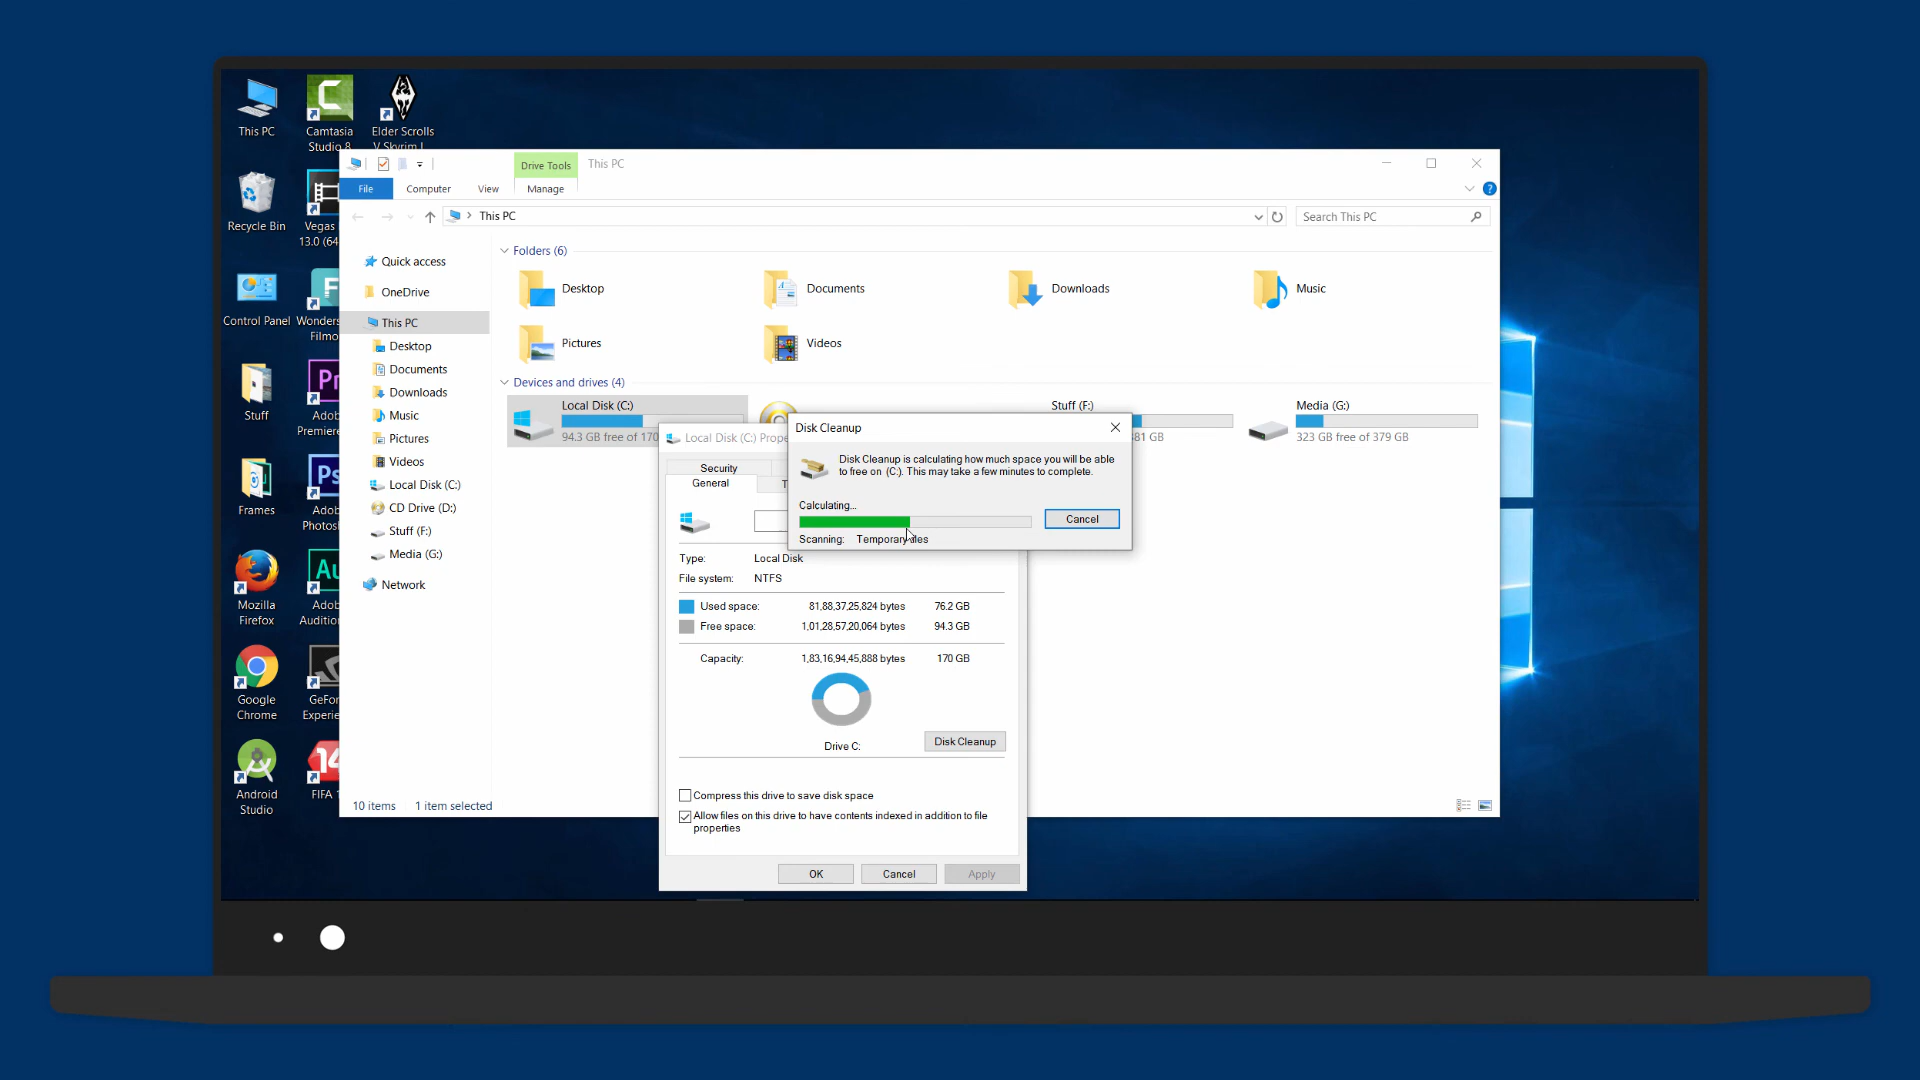 This PC
Camtasia
Studio 8
Elder Scrolls
V Skyrim
Recycle Bin
Vegas
13.0 (64
Control Panel
Wonders
Filmo
Stuff
Adob
Premiere
Frames
Adob
Photosh
Mozilla
Firefox
Adob
Audition
Google
Chrome
GeFor
Experie
Android
Studio
FIFA 1
Drive Tools
This PC
File
Computer
View
Manage
This PC
Search This PC
Quick access
OneDrive
This PC
Desktop
Documents
Downloads
Music
Pictures
Videos
Local Disk (C:)
CD Drive (D:)
Stuff (F:)
Media (G:)
Network
Folders (6)
Desktop
Documents
Downloads
Music
Pictures
Videos
Devices and drives (4)
Local Disk (C:)
94.3 GB free of 170
Stuff (F:)
81 GB
Media (G:)
323 GB free of 379 GB
10 items
1 item selected
Local Disk (C:) Prope
Security
General
T
Type:
Local Disk
File system:
NTFS
Used space:
81,88,37,25,824 bytes
76.2 GB
Free space:
1,01,28,57,20,064 bytes
94.3 GB
Capacity:
1,83,16,94,45,888 bytes
170 GB
Drive C:
Disk Cleanup
Compress this drive to save disk space
Allow files on this drive to have contents indexed in addition to file
properties
OK
Cancel
Apply
Disk Cleanup
Disk Cleanup is calculating how much space you will be able
to free on (C:). This may take a few minutes to complete.
Calculating...
Cancel
Scanning: Temporary files